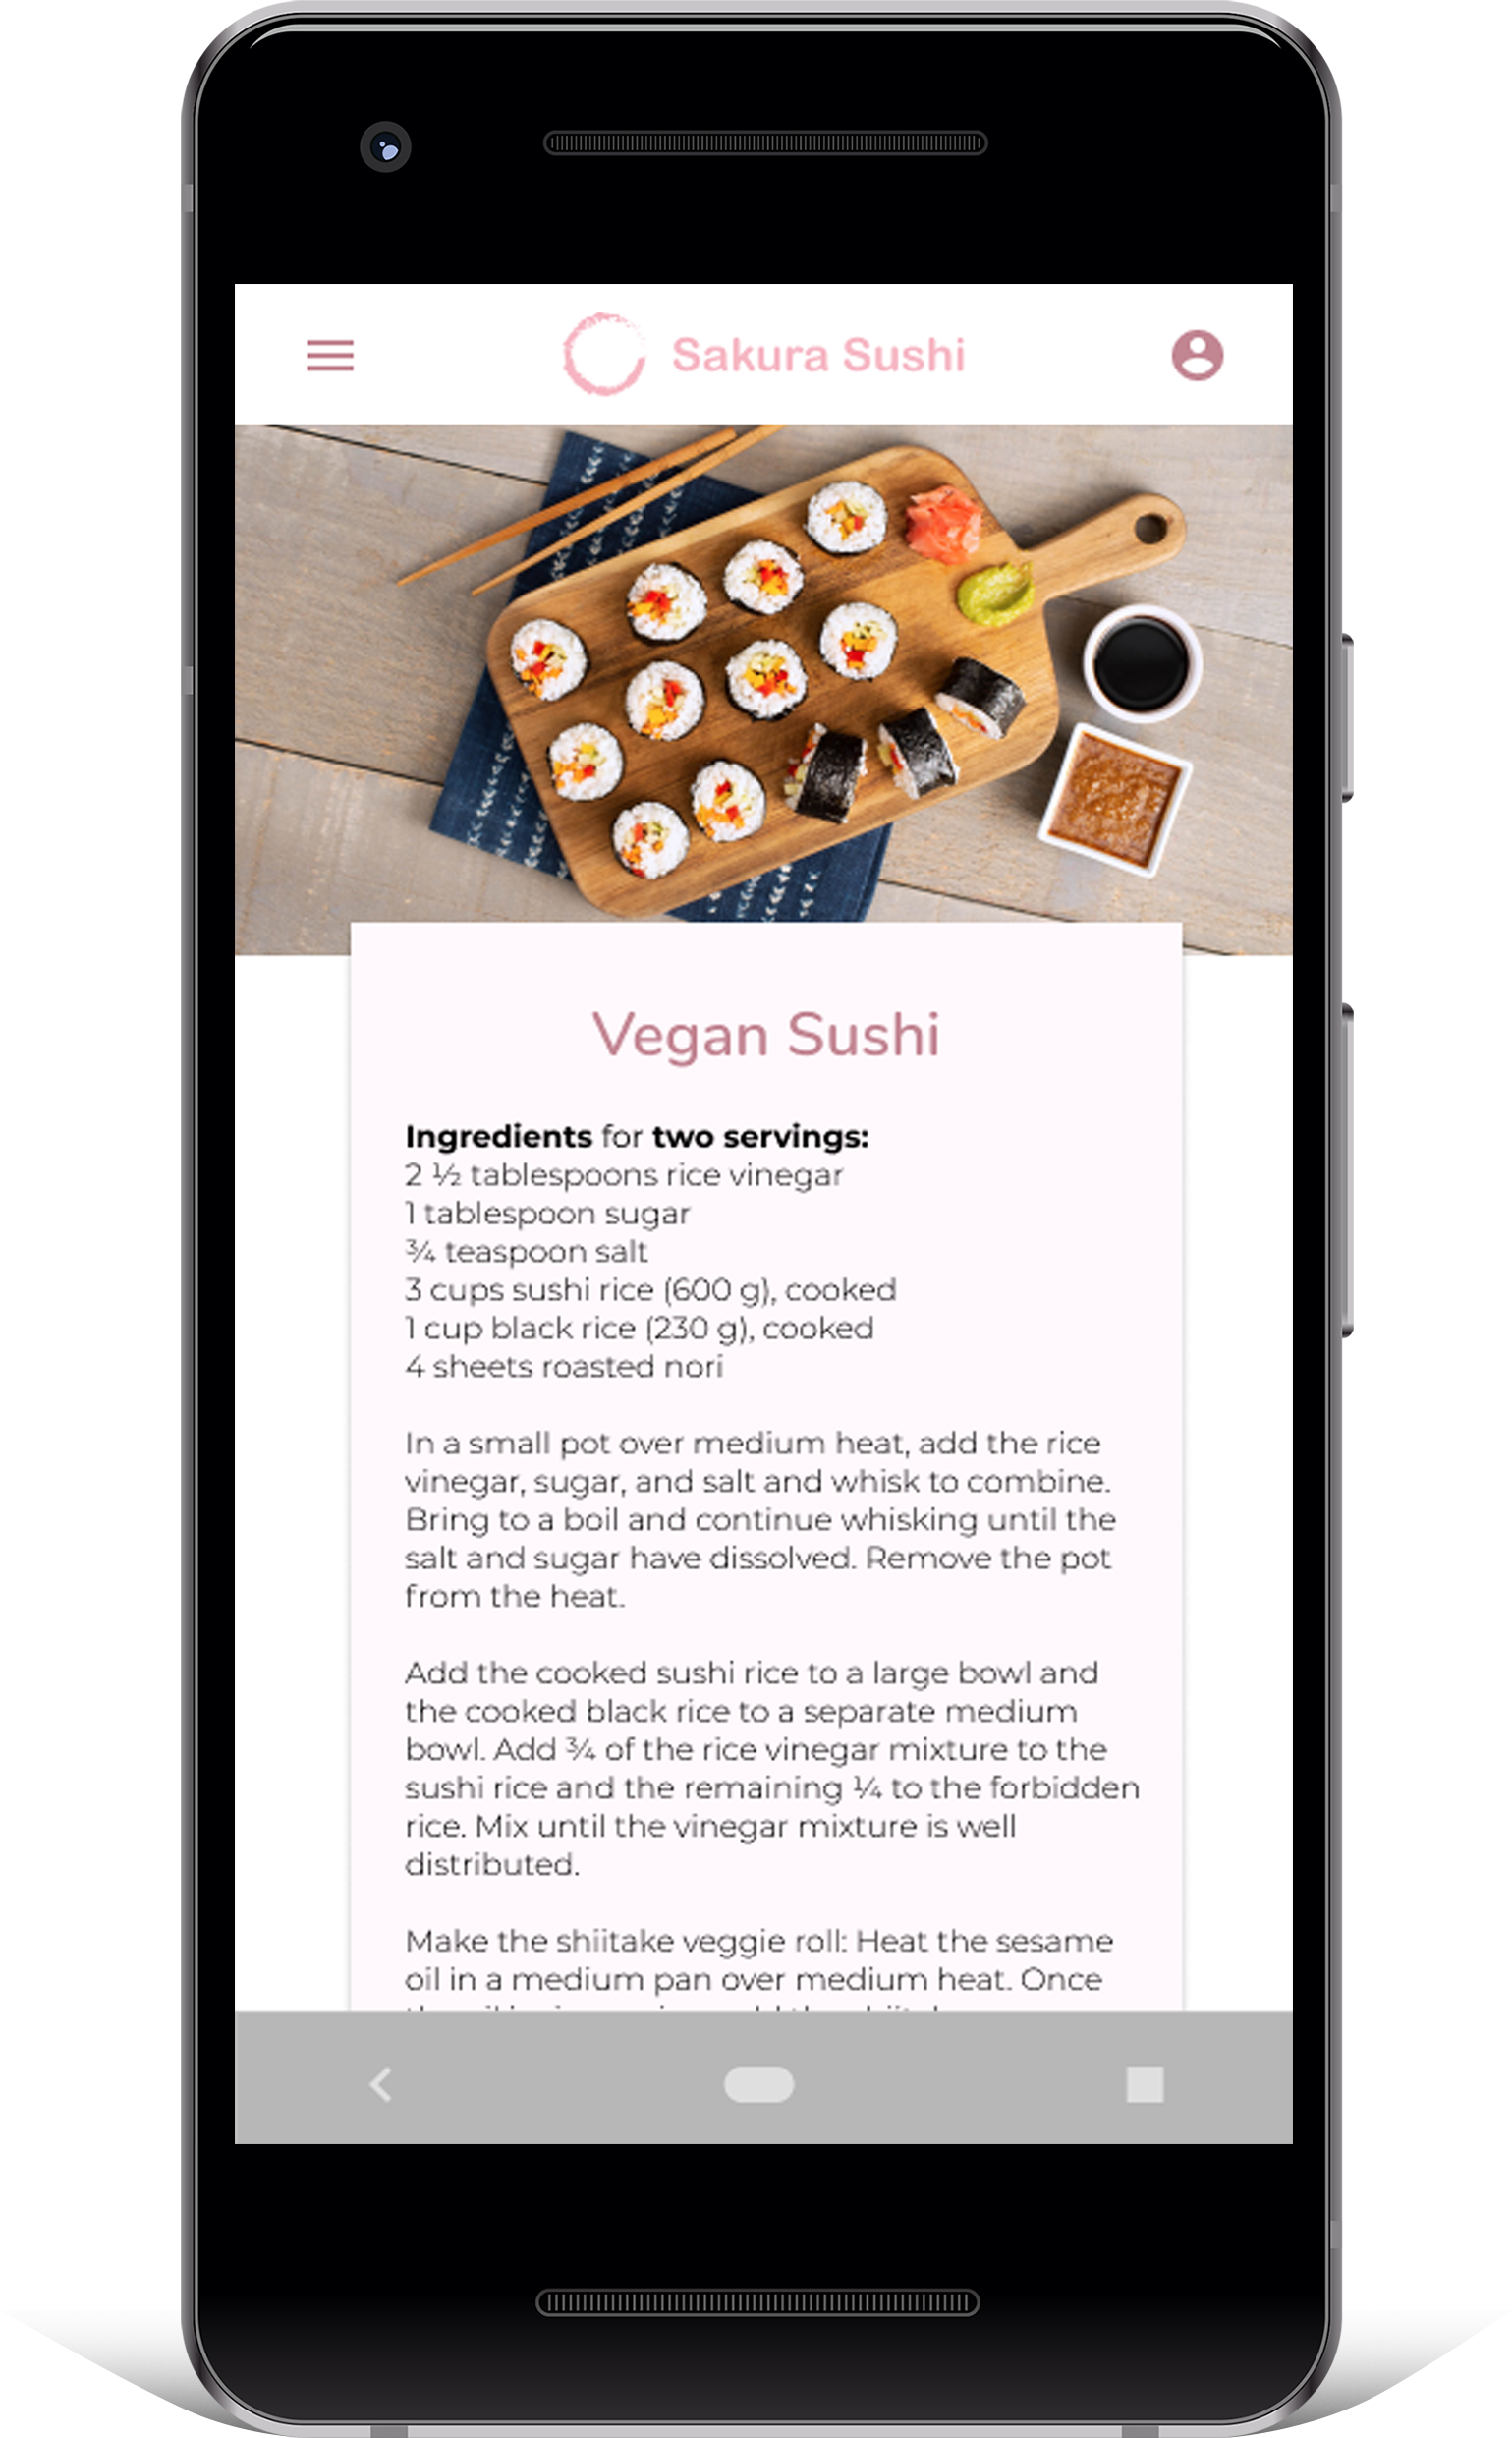 Sakura Sushi
Vegan Sushi
Ingredients for two servings:
2 ½ tablespoons rice vinegar
1 tablespoon sugar
¾ teaspoon salt
3 cups sushi rice (600 g), cooked
1 cup black rice (230 g), cooked
4 sheets roasted nori
In a small pot over medium heat, add the rice
vinegar, sugar, and salt and whisk to combine.
Bring to a boil and continue whisking until the
salt and sugar have dissolved. Remove the pot
from the heat.
Add the cooked sushi rice to a large bowl and
the cooked black rice to a separate medium
bowl. Add ¾ of the rice vinegar mixture to the
sushi rice and the remaining ¼ to the forbidden
rice. Mix until the vinegar mixture is well
distributed.
Make the shiitake veggie roll: Heat the sesame
oil in a medium pan over medium heat. Once